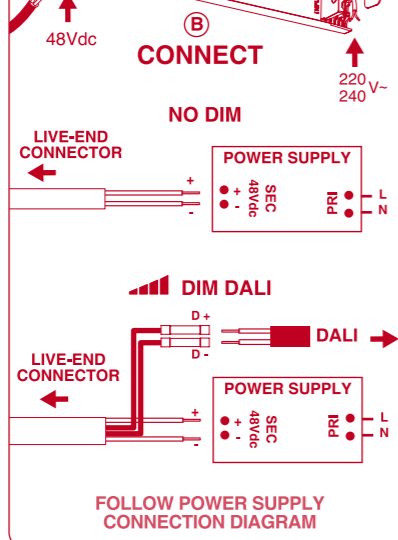 48Vdc
B
CONNECT
220
240 V~
NO DIM
LIVE-END
CONNECTOR
+
-
POWER SUPPLY
+
-
SEC
48Vdc
PRI
L
N
DIM DALI
D +
D -
DALI
LIVE-END
CONNECTOR
+
-
POWER SUPPLY
+
-
SEC
48Vdc
PRI
L
N
FOLLOW POWER SUPPLY
CONNECTION DIAGRAM